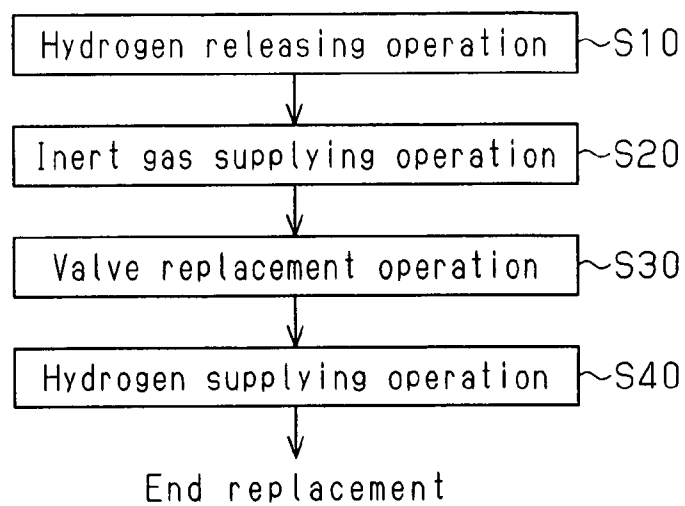 Hydrogen releasing operation S10
Inert gas supplying operation S20
Valve replacement operation S30
Hydrogen supplying operation S40
End replacement